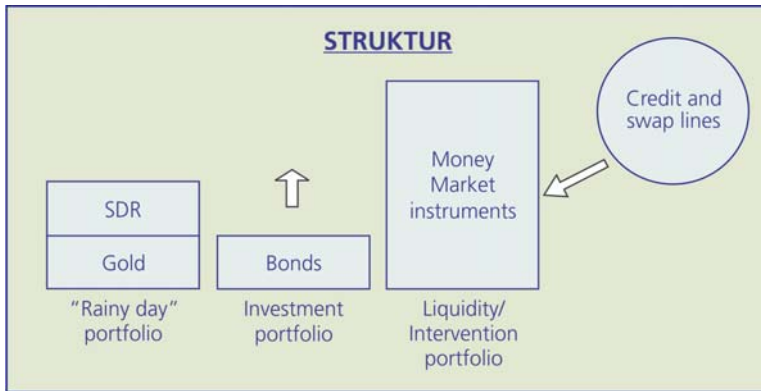 STRUKTUR
SDR
Gold
"Rainy day"
portfolio
Bonds
Investment
portfolio
Money
Market
instruments
Liquidity/
Intervention
portfolio
Credit and
swap lines